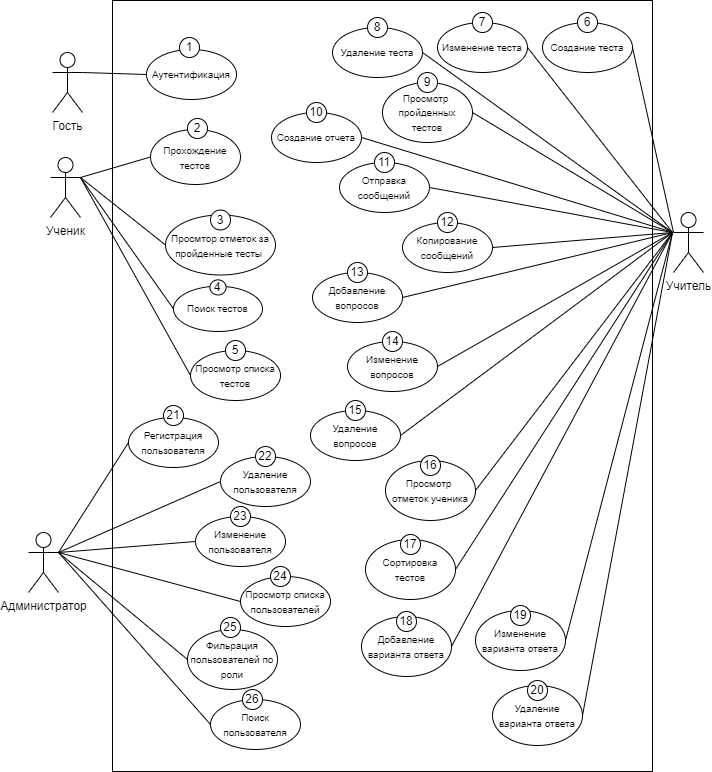 1
Аутентификация
Гость
2
Прохождение
тестов
Ученик
3
Просмтор отметок за
пройденные тесты
4
Поиск тестов
5
Просмотр списка
тестов
8
Удаление теста
7
Изменение теста
6
Создание теста
9
Просмотр
пройденных
тестов
10
Создание отчета
11
Отправка
сообщений
12
Копирование
сообщений
Учитель
13
Добавление
вопросов
14
Изменение
вопросов
15
Удаление
вопросов
16
Просмотр
отметок ученика
17
Сортировка
тестов
18
Добавление
варианта ответа
19
Изменение
варианта ответа
20
Удаление
варианта ответа
21
Регистрация
пользователя
22
Удаление
пользователя
23
Изменение
пользователя
Администратор
24
Просмотр списка
пользователей
25
Фильрация
пользователей по
роли
26
Поиск
пользователя